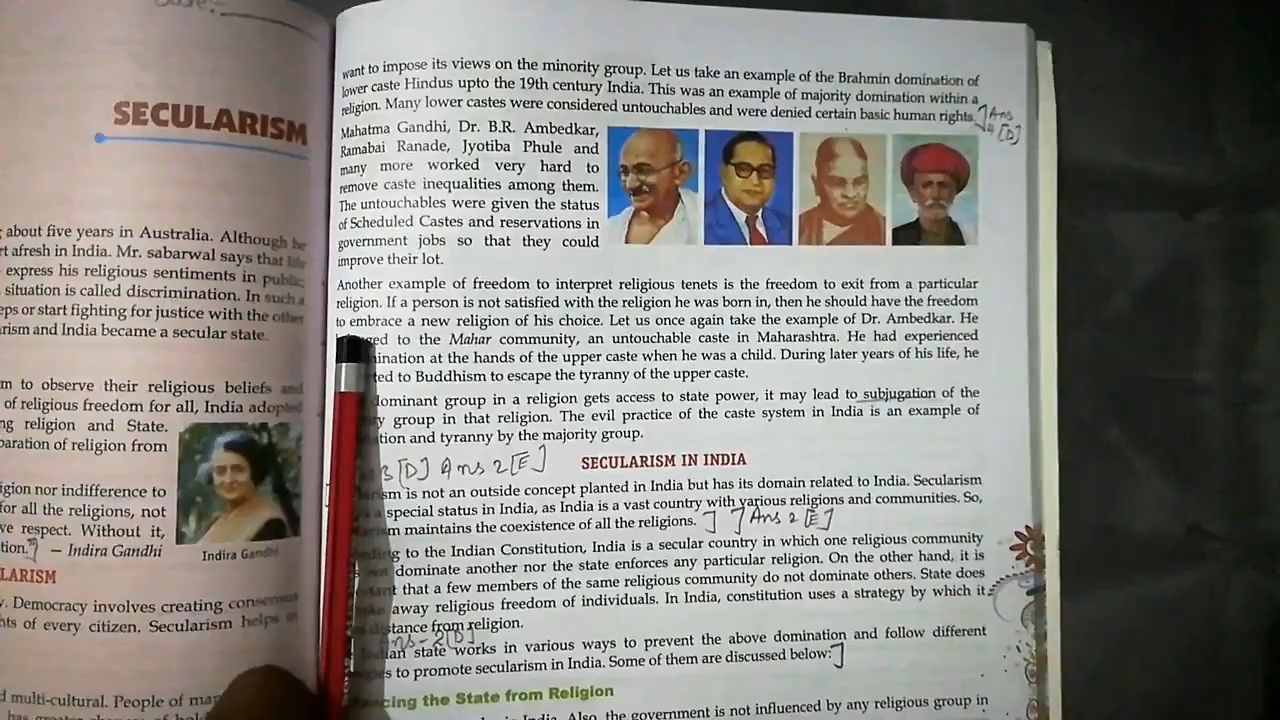 SECULARISM
about five years in Australia. Although he
rt afresh in India. Mr. sabarwal says that life
express his religious sentiments in public
situation is called discrimination. In such a
eps or start fighting for justice with the other
rism and India became a secular state.
m to observe their religious beliefs and
of religious freedom for all, India adopted
ng religion and State.
paration of religion from
igion nor indifference to
for all the religions, not
ve respect. Without it,
tion." — Indira Gandhi
Indira Gandhi
LARISM
y. Democracy involves creating consensus
hts of every citizen. Secularism helps
d multi-cultural. People of
want to impose its views on the minority group. Let us take an example of the Brahmin domination of
lower caste Hindus upto the 19th century India. This was an example of majority domination within a
religion. Many lower castes were considered untouchables and were denied certain basic human rights.] Ans
4 [D]
Mahatma Gandhi, Dr. B.R. Ambedkar,
Ramabai Ranade, Jyotiba Phule and
many more worked very hard to
remove caste inequalities among them.
The untouchables were given the status
of Scheduled Castes and reservations in
government jobs so that they could
improve their lot.
Another example of freedom to interpret religious tenets is the freedom to exit from a particular
religion. If a person is not satisfied with the religion he was born in, then he should have the freedom
to embrace a new religion of his choice. Let us once again take the example of Dr. Ambedkar. He
ged to the Mahar community, an untouchable caste in Maharashtra. He had experienced
mination at the hands of the upper caste when he was a child. During later years of his life, he
ted to Buddhism to escape the tyranny of the upper caste.
dominant group in a religion gets access to state power, it may lead to subjugation of the
y group in that religion. The evil practice of the caste system in India is an example of
tion and tyranny by the majority group.
3 [D] Ans 2 [E]
SECULARISM IN INDIA
rism is not an outside concept planted in India but has its domain related to India. Secularism
a special status in India, as India is a vast country with various religions and communities. So,
rism maintains the coexistence of all the religions. ] ] Ans 2 [E]
ding to the Indian Constitution, India is a secular country in which one religious community
dominate another nor the state enforces any particular religion. On the other hand, it is
tant that a few members of the same religious community do not dominate others. State does
away religious freedom of individuals. In India, constitution uses a strategy by which it
distance from religion.
Ans-2 [D]
dian state works in various ways to prevent the above domination and follow different
es to promote secularism in India. Some of them are discussed below:]
ncing the State from Religion
in India. Also, the government is not influenced by any religious group in